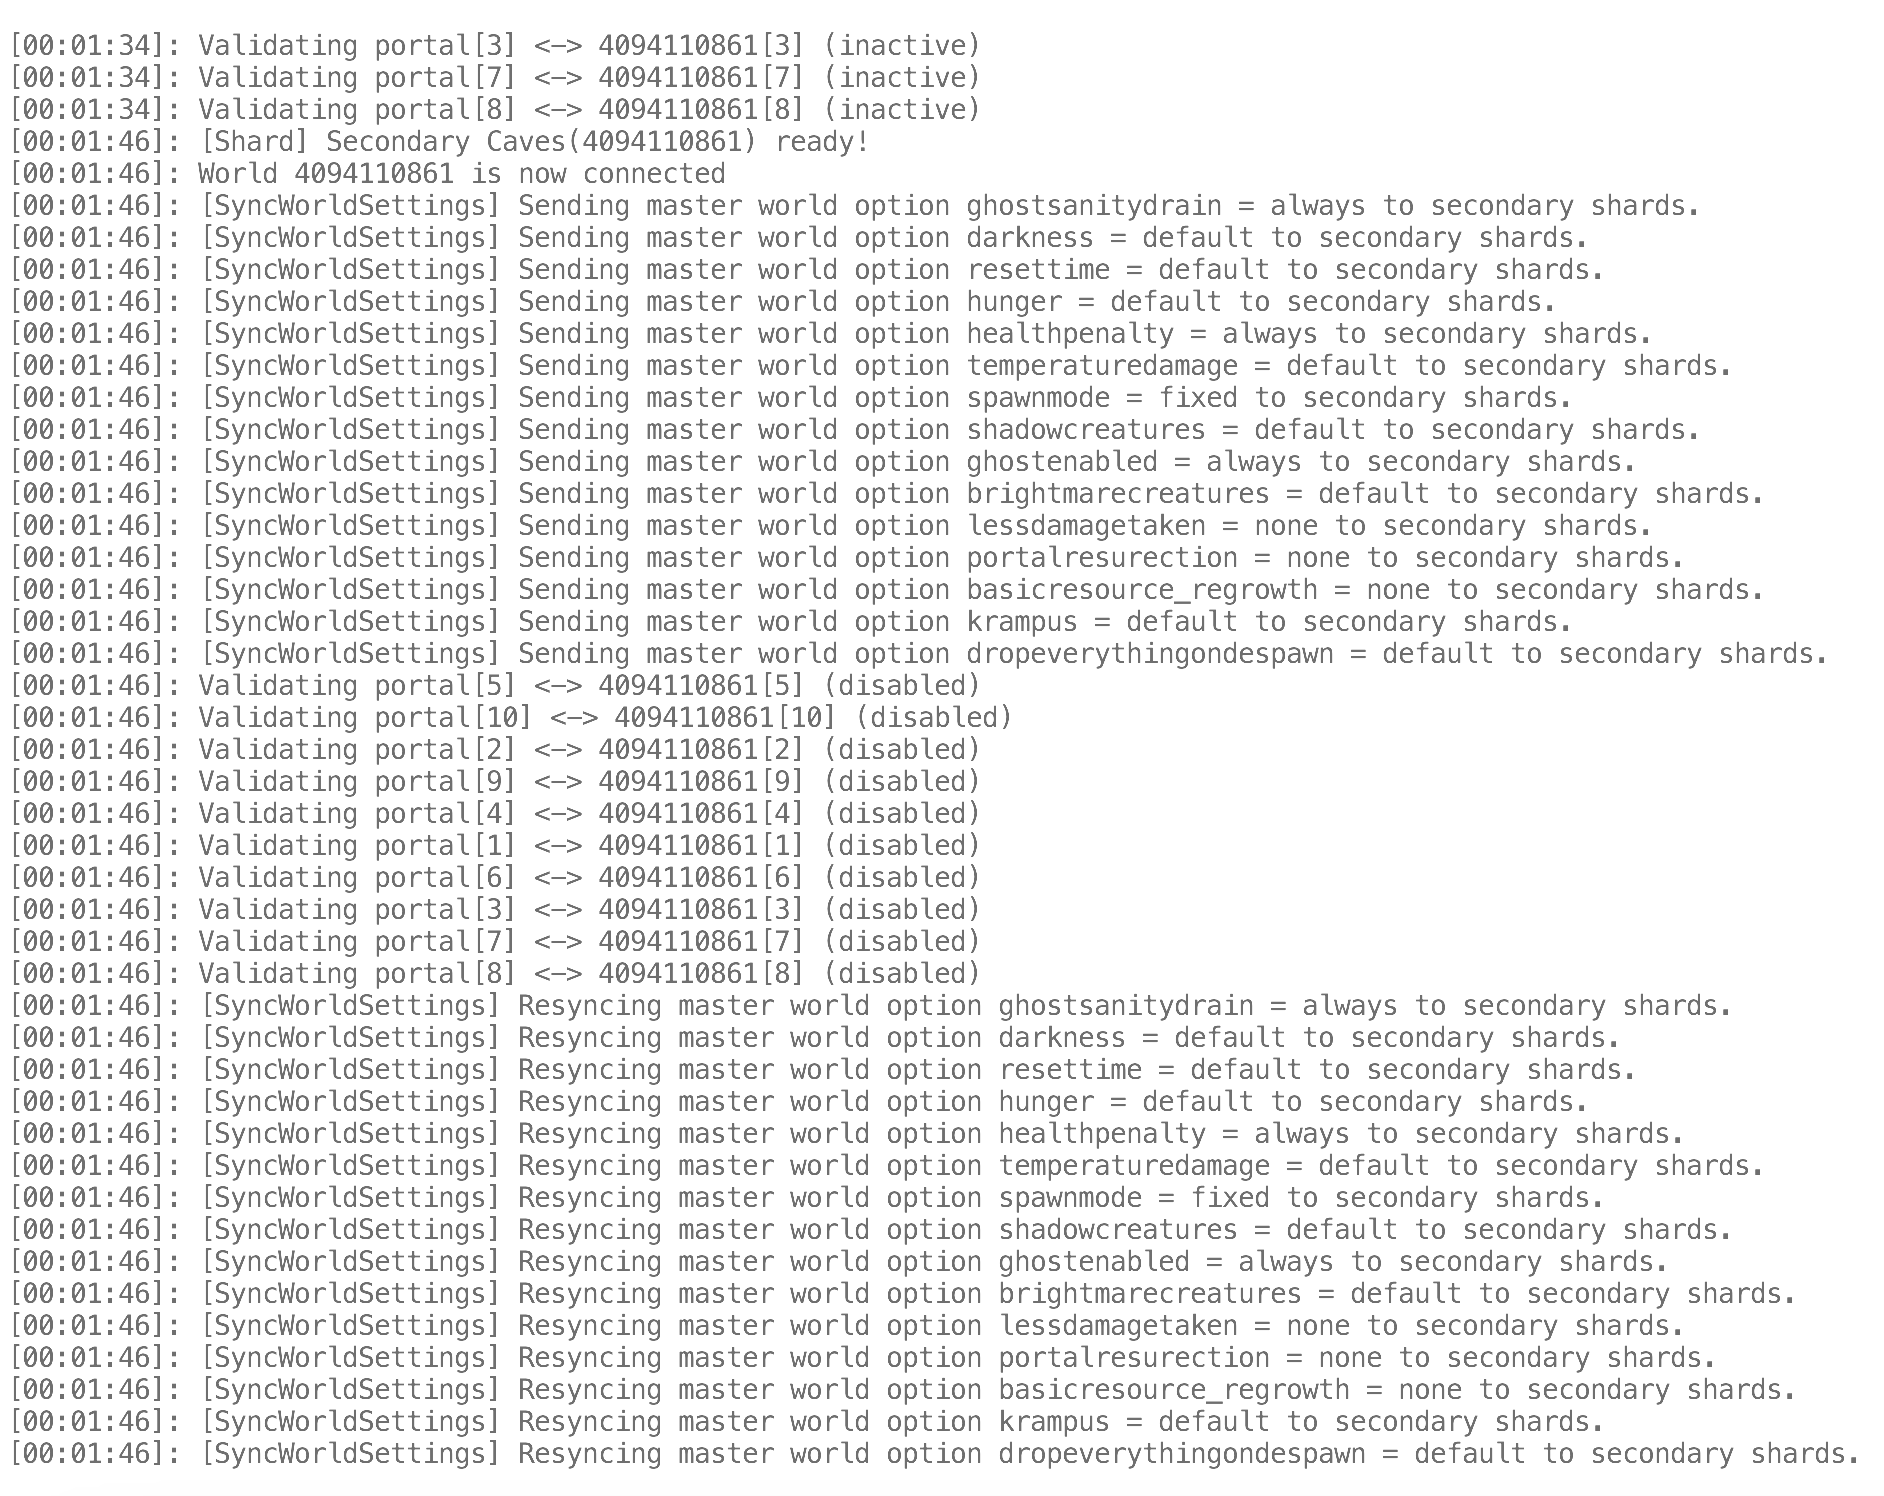 [00:01:34]: Validating portal[3] <-> 4094110861[3] (inactive)
[00:01:34]: Validating portal[7] <-> 4094110861[7] (inactive)
[00:01:34]: Validating portal[8] <-> 4094110861[8] (inactive)
[00:01:46]: [Shard] Secondary Caves(4094110861) ready!
[00:01:46]: World 4094110861 is now connected
[00:01:46]: [SyncWorldSettings] Sending master world option ghostsanitydrain = always to secondary shards.
[00:01:46]: [SyncWorldSettings] Sending master world option darkness = default to secondary shards.
[00:01:46]: [SyncWorldSettings] Sending master world option resettime = default to secondary shards.
[00:01:46]: [SyncWorldSettings] Sending master world option hunger = default to secondary shards.
[00:01:46]: [SyncWorldSettings] Sending master world option healthpenalty = always to secondary shards.
[00:01:46]: [SyncWorldSettings] Sending master world option temperaturedamage = default to secondary shards.
[00:01:46]: [SyncWorldSettings] Sending master world option spawnmode = fixed to secondary shards.
[00:01:46]: [SyncWorldSettings] Sending master world option shadowcreatures = default to secondary shards.
[00:01:46]: [SyncWorldSettings] Sending master world option ghostenabled = always to secondary shards.
[00:01:46]: [SyncWorldSettings] Sending master world option brightmarecreatures = default to secondary shards.
[00:01:46]: [SyncWorldSettings] Sending master world option lessdamagetaken = none to secondary shards.
[00:01:46]: [SyncWorldSettings] Sending master world option portalresurection = none to secondary shards.
[00:01:46]: [SyncWorldSettings] Sending master world option basicresource_regrowth = none to secondary shards.
[00:01:46]: [SyncWorldSettings] Sending master world option krampus = default to secondary shards.
[00:01:46]: [SyncWorldSettings] Sending master world option dropeverythingondespawn = default to secondary shards.
[00:01:46]: Validating portal[5] <-> 4094110861[5] (disabled)
[00:01:46]: Validating portal[10] <-> 4094110861[10] (disabled)
[00:01:46]: Validating portal[2] <-> 4094110861[2] (disabled)
[00:01:46]: Validating portal[9] <-> 4094110861[9] (disabled)
[00:01:46]: Validating portal[4] <-> 4094110861[4] (disabled)
[00:01:46]: Validating portal[1] <-> 4094110861[1] (disabled)
[00:01:46]: Validating portal[6] <-> 4094110861[6] (disabled)
[00:01:46]: Validating portal[3] <-> 4094110861[3] (disabled)
[00:01:46]: Validating portal[7] <-> 4094110861[7] (disabled)
[00:01:46]: Validating portal[8] <-> 4094110861[8] (disabled)
[00:01:46]: [SyncWorldSettings] Resyncing master world option ghostsanitydrain = always to secondary shards.
[00:01:46]: [SyncWorldSettings] Resyncing master world option darkness = default to secondary shards.
[00:01:46]: [SyncWorldSettings] Resyncing master world option resettime = default to secondary shards.
[00:01:46]: [SyncWorldSettings] Resyncing master world option hunger = default to secondary shards.
[00:01:46]: [SyncWorldSettings] Resyncing master world option healthpenalty = always to secondary shards.
[00:01:46]: [SyncWorldSettings] Resyncing master world option temperaturedamage = default to secondary shards.
[00:01:46]: [SyncWorldSettings] Resyncing master world option spawnmode = fixed to secondary shards.
[00:01:46]: [SyncWorldSettings] Resyncing master world option shadowcreatures = default to secondary shards.
[00:01:46]: [SyncWorldSettings] Resyncing master world option ghostenabled = always to secondary shards.
[00:01:46]: [SyncWorldSettings] Resyncing master world option brightmarecreatures = default to secondary shards.
[00:01:46]: [SyncWorldSettings] Resyncing master world option lessdamagetaken = none to secondary shards.
[00:01:46]: [SyncWorldSettings] Resyncing master world option portalresurection = none to secondary shards.
[00:01:46]: [SyncWorldSettings] Resyncing master world option basicresource_regrowth = none to secondary shards.
[00:01:46]: [SyncWorldSettings] Resyncing master world option krampus = default to secondary shards.
[00:01:46]: [SyncWorldSettings] Resyncing master world option dropeverythingondespawn = default to secondary shards.